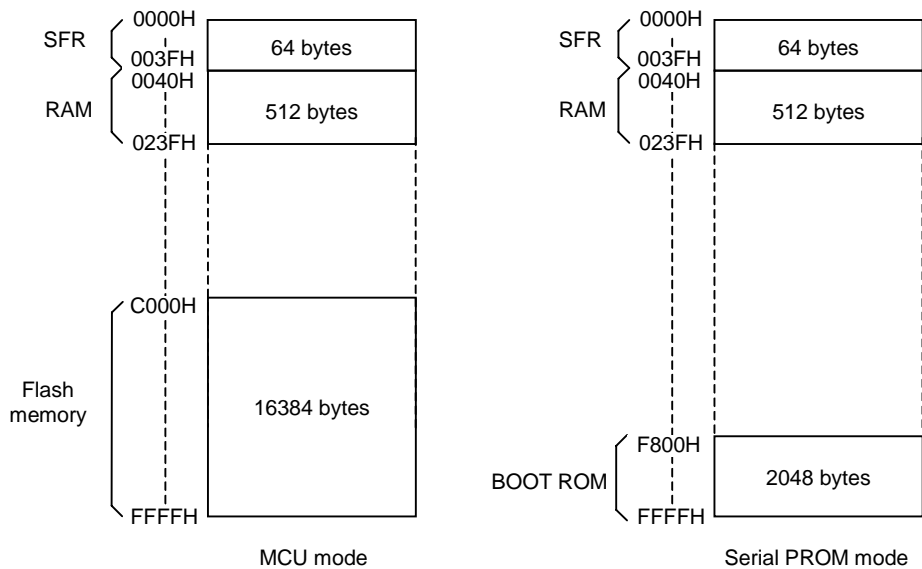 0000H
SFR
64 bytes
003FH
0040H
RAM
512 bytes
023FH
C000H
Flash
memory
16384 bytes
FFFFH
MCU mode
0000H
SFR
64 bytes
003FH
0040H
RAM
512 bytes
023FH
F800H
BOOT ROM
2048 bytes
FFFFH
Serial PROM mode